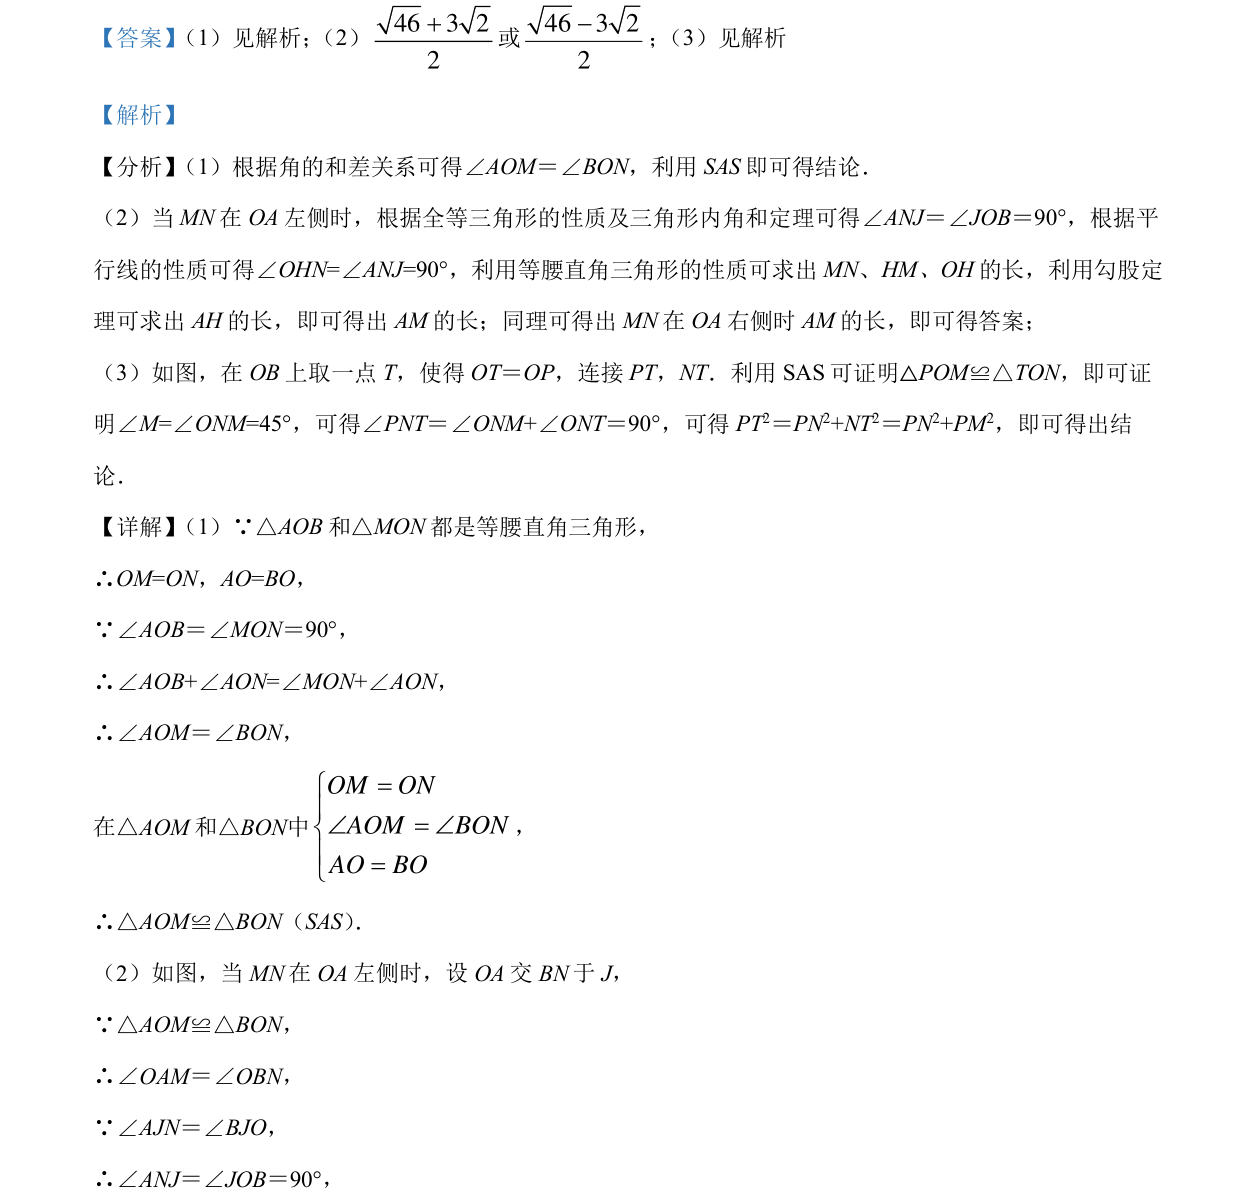 【答案】（1）见解析；（2）$\frac{\sqrt{46}+3\sqrt{2}}{2}$或$\frac{\sqrt{46}-3\sqrt{2}}{2}$；（3）见解析
【解析】
【分析】（1）根据角的和差关系可得∠AOM＝∠BON，利用 SAS 即可得结论．
（2）当 MN 在 OA 左侧时，根据全等三角形的性质及三角形内角和定理可得∠ANJ＝∠JOB＝90°，根据平
行线的性质可得∠OHN=∠ANJ=90°，利用等腰直角三角形的性质可求出 MN、HM、OH 的长，利用勾股定
理可求出 AH 的长，即可得出 AM 的长；同理可得出 MN 在 OA 右侧时 AM 的长，即可得答案；
（3）如图，在 OB 上取一点 T，使得 OT＝OP，连接 PT，NT．利用 SAS 可证明△POM≌△TON，即可证
明∠M=∠ONM=45°，可得∠PNT＝∠ONM+∠ONT＝90°，可得 PT²＝PN²+NT²＝PN²+PM²，即可得出结
论．
【详解】（1）∵△AOB 和△MON 都是等腰直角三角形，
∴OM=ON，AO=BO，
∵∠AOB＝∠MON＝90°，
∴∠AOB+∠AON=∠MON+∠AON，
∴∠AOM＝∠BON，
在△AOM 和△BON中$\begin{cases}OM=ON\\\angle AOM=\angle BON\\AO=BO\end{cases}$，
∴△AOM≌△BON（SAS）．
（2）如图，当 MN 在 OA 左侧时，设 OA 交 BN 于 J，
∵△AOM≌△BON，
∴∠OAM＝∠OBN，
∵∠AJN＝∠BJO，
∴∠ANJ＝∠JOB＝90°，